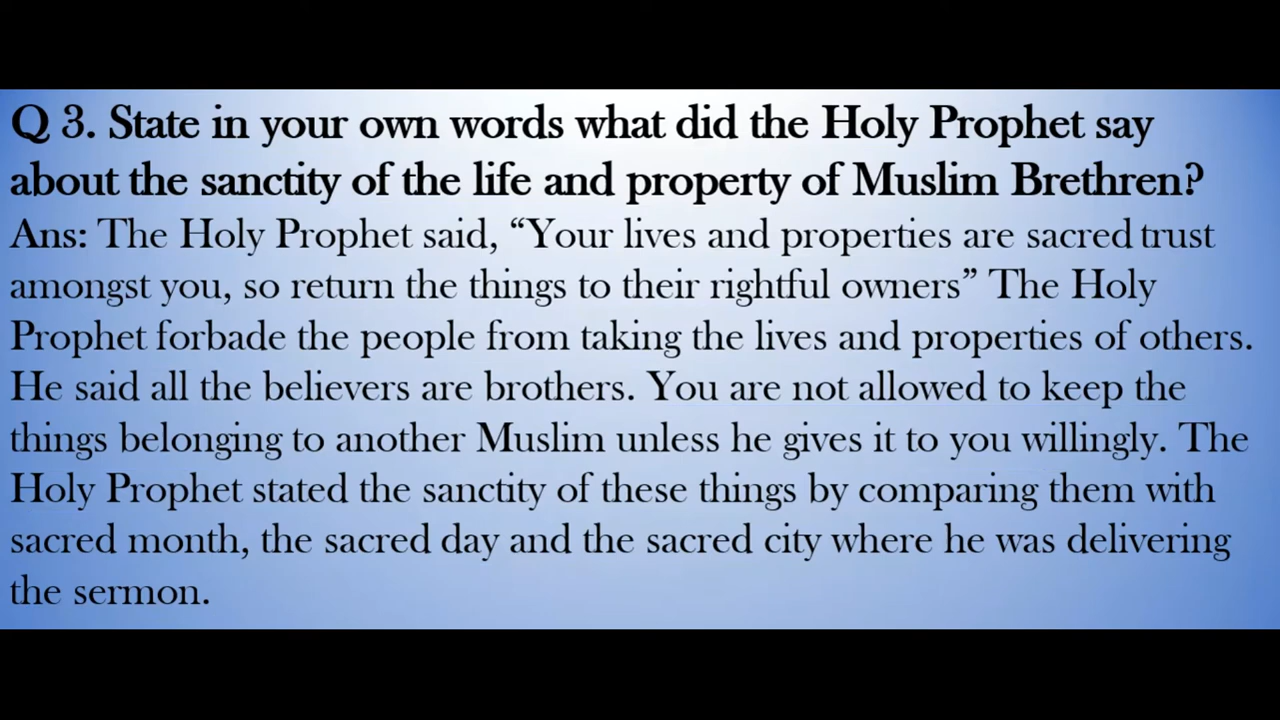 Q 3. State in your own words what did the Holy Prophet say
about the sanctity of the life and property of Muslim Brethren?
Ans: The Holy Prophet said, “Your lives and properties are sacred trust
amongst you, so return the things to their rightful owners” The Holy
Prophet forbade the people from taking the lives and properties of others.
He said all the believers are brothers. You are not allowed to keep the
things belonging to another Muslim unless he gives it to you willingly. The
Holy Prophet stated the sanctity of these things by comparing them with
sacred month, the sacred day and the sacred city where he was delivering
the sermon.